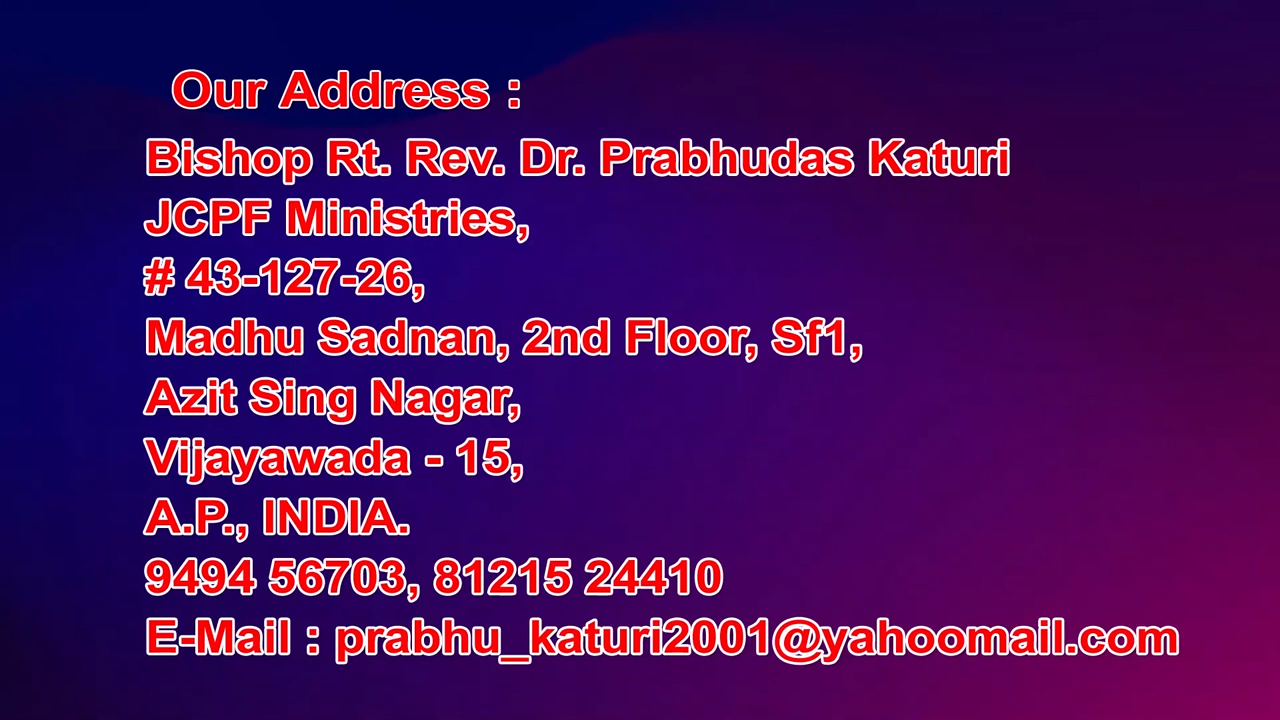 Our Address :
Bishop Rt. Rev. Dr. Prabhudas Katuri
JCPF Ministries,
# 43-127-26,
Madhu Sadnan, 2nd Floor, Sf1,
Azit Sing Nagar,
Vijayawada - 15,
A.P., INDIA.
9494 56703, 81215 24410
E-Mail : prabhu_katuri2001@yahoomail.com